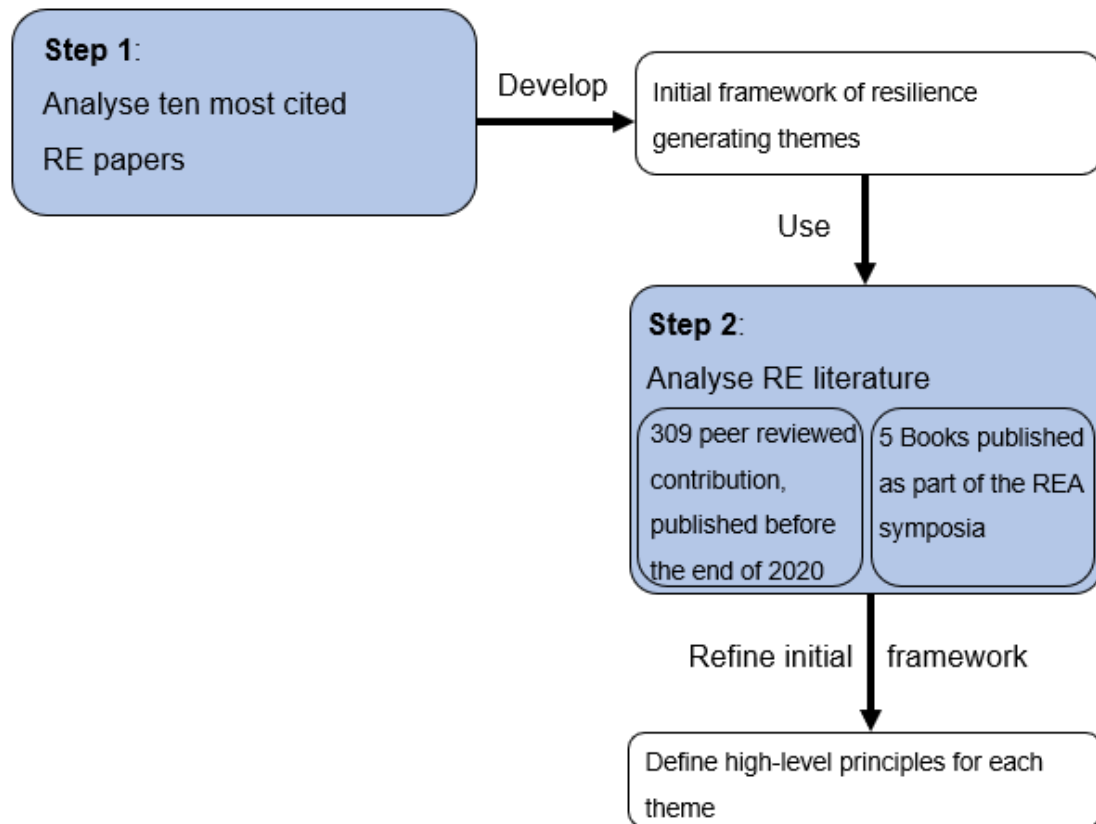 Step 1:
Analyse ten most cited
RE papers
Develop
Initial framework of resilience
generating themes
Use
Step 2:
Analyse RE literature
309 peer reviewed
contribution,
published before
the end of 2020
5 Books published
as part of the REA
symposia
Refine initial framework
Define high-level principles for each
theme